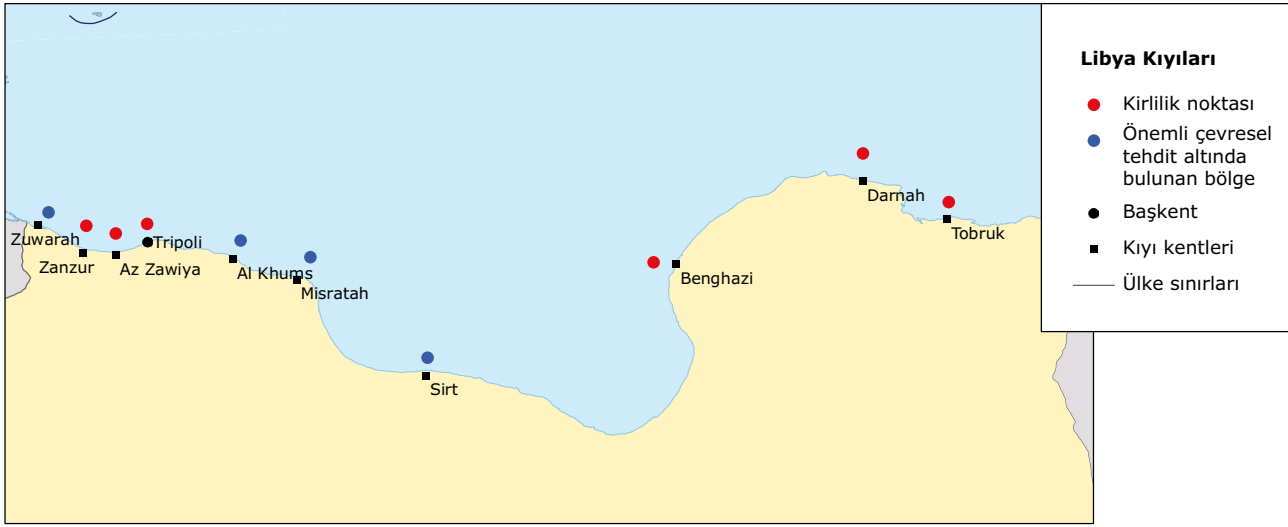 Libya Kıyıları
Kirlilik noktası
Önemli çevresel
tehdit altında
bulunan bölge
Başkent
Kıyı kentleri
Ülke sınırları
Darnah
Tobruk
Zuwarah
Tripoli
Zanzur
Az Zawiya
Al Khums
Misratah
Benghazi
Sirt